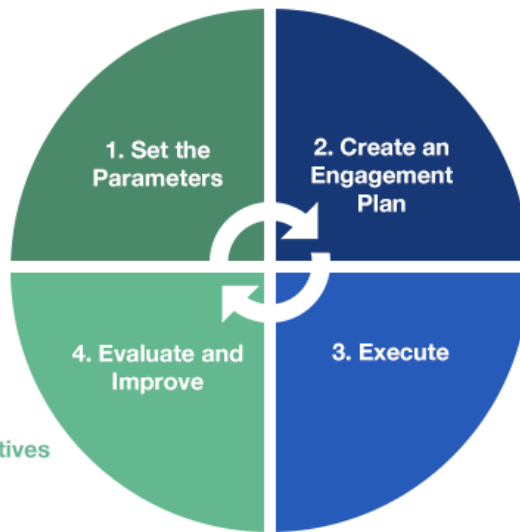 1. Set the
Parameters
2. Create an
Engagement
Plan
4. Evaluate and
Improve
3. Execute
tives